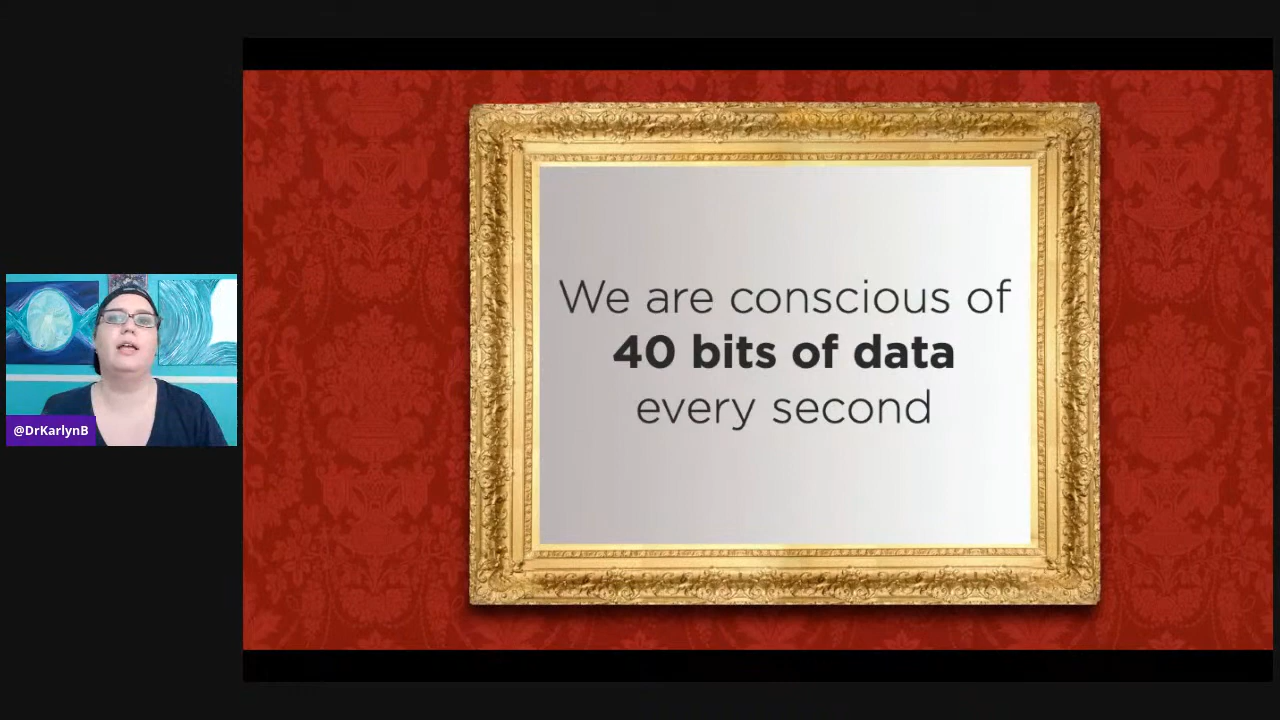 We are conscious of
40 bits of data
every second
@DrKarlynB